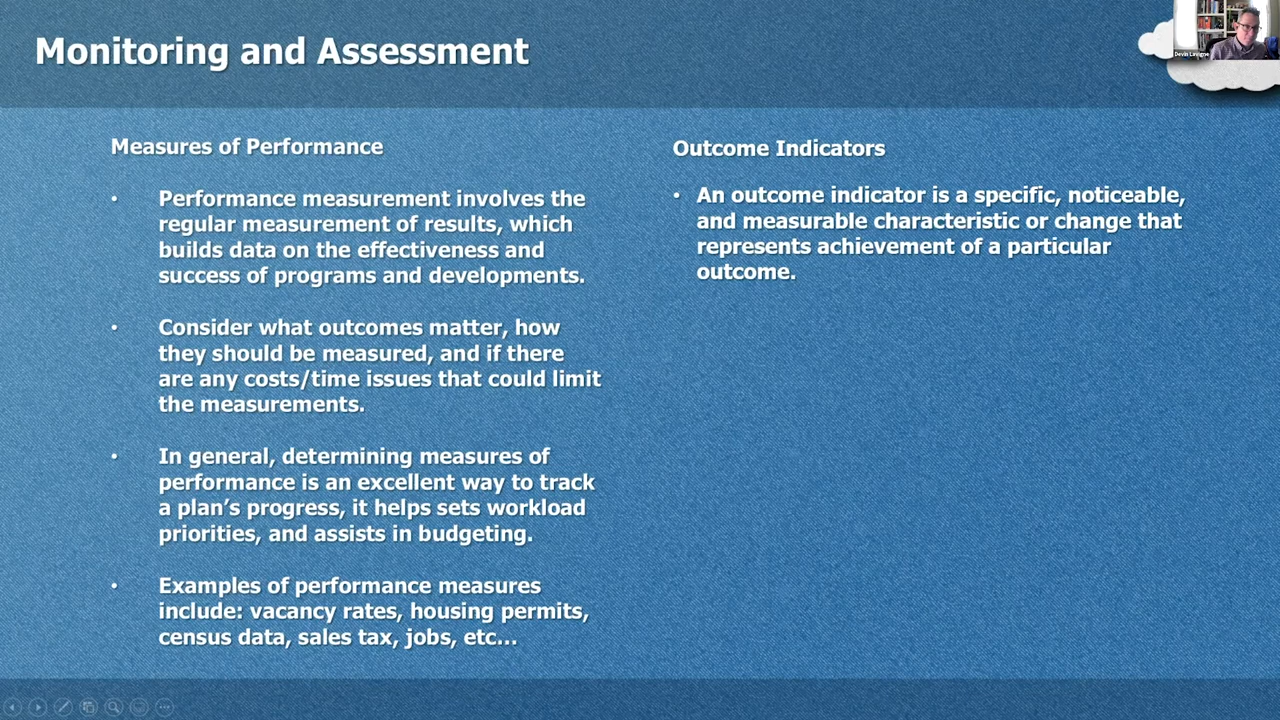 Monitoring and Assessment
Devin Lavigne
Measures of Performance
• Performance measurement involves the
regular measurement of results, which
builds data on the effectiveness and
success of programs and developments.
• Consider what outcomes matter, how
they should be measured, and if there
are any costs/time issues that could limit
the measurements.
• In general, determining measures of
performance is an excellent way to track
a plan’s progress, it helps sets workload
priorities, and assists in budgeting.
• Examples of performance measures
include: vacancy rates, housing permits,
census data, sales tax, jobs, etc…
Outcome Indicators
• An outcome indicator is a specific, noticeable,
and measurable characteristic or change that
represents achievement of a particular
outcome.